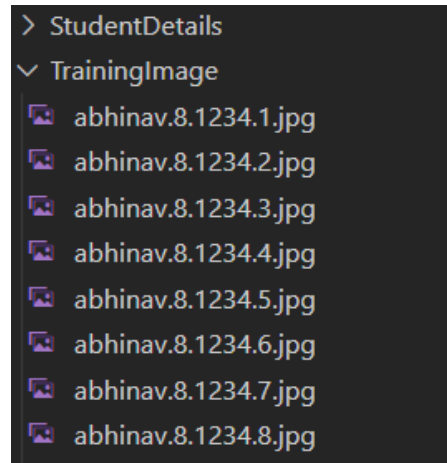 StudentDetails
TrainingImage
abhinav.8.1234.1.jpg
abhinav.8.1234.2.jpg
abhinav.8.1234.3.jpg
abhinav.8.1234.4.jpg
abhinav.8.1234.5.jpg
abhinav.8.1234.6.jpg
abhinav.8.1234.7.jpg
abhinav.8.1234.8.jpg